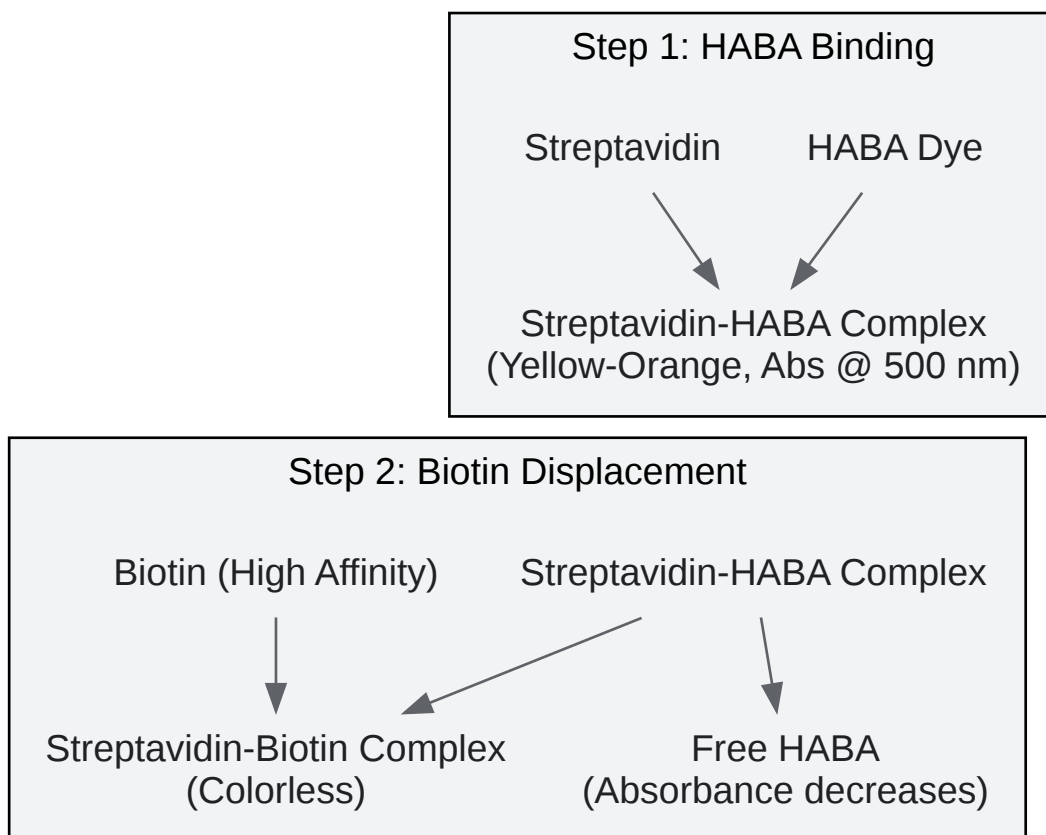 Step 1: HABA Binding
Streptavidin HABA Dye
Streptavidin-HABA Complex
(Yellow-Orange, Abs @ 500 nm)
Step 2: Biotin Displacement
Biotin (High Affinity) Streptavidin-HABA Complex
Streptavidin-Biotin Complex Free HABA
(Colorless) (Absorbance decreases)